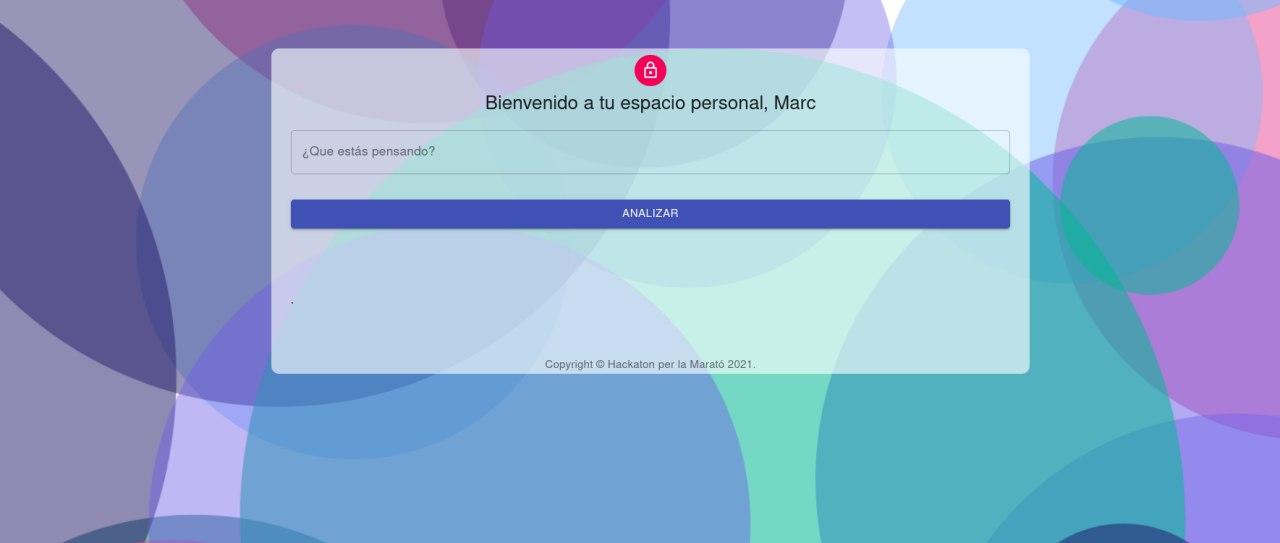 Bienvenido a tu espacio personal, Marc
¿Que estás pensando?
ANALIZAR
.
Copyright © Hackaton per la Marató 2021.